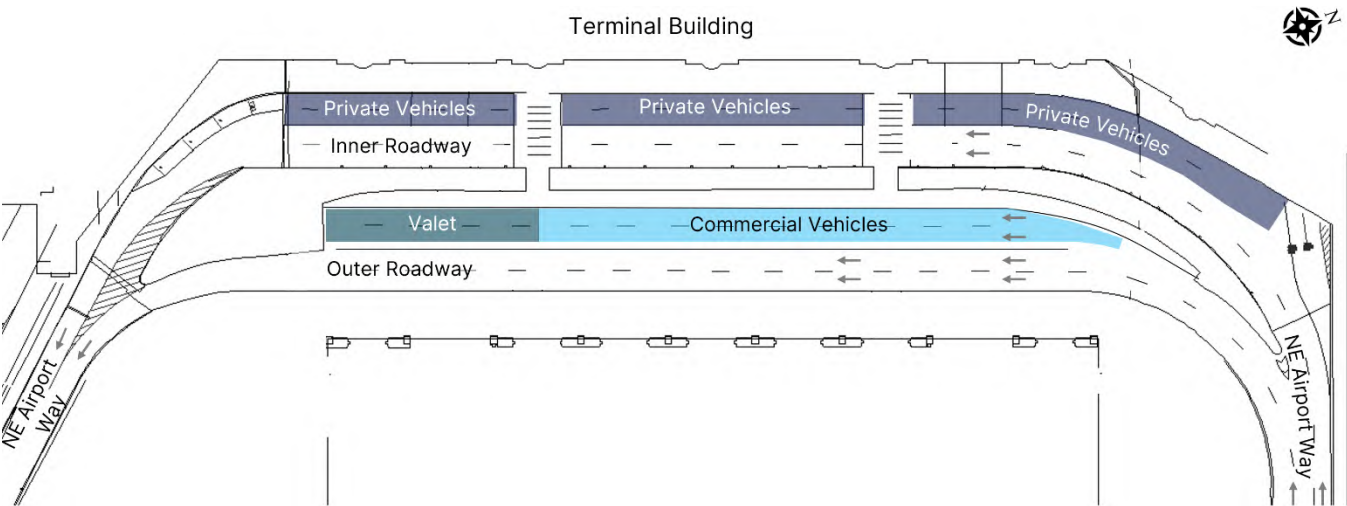 Terminal Building
N
Private Vehicles
Private Vehicles
Private Vehicles
Inner Roadway
Valet
Commercial Vehicles
Outer Roadway
NE Airport
Way
NE Airport Way